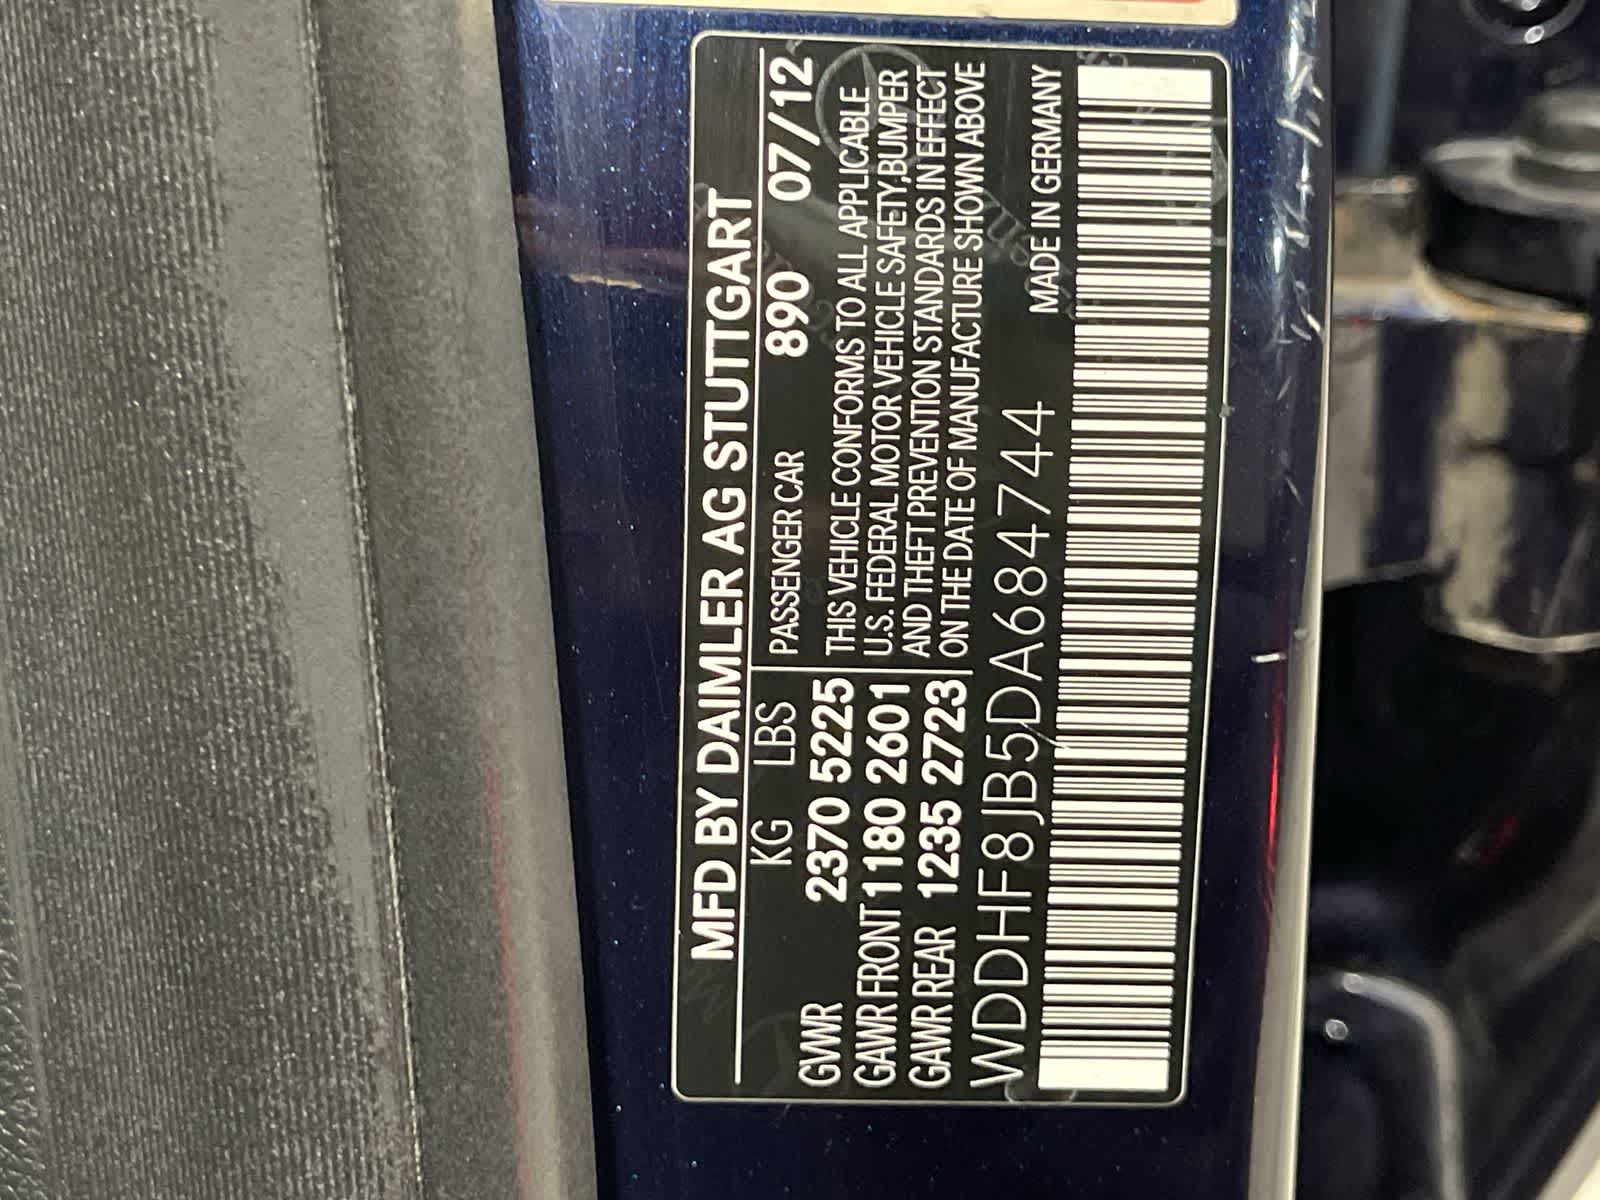 MFD BY DAIMLER AG STUTTGART
KG LBS
GVWR 2370 5225
GAWR FRONT 1180 2601
GAWR REAR 1235 2723
PASSENGER CAR 890 07/12
THIS VEHICLE CONFORMS TO ALL APPLICABLE
U.S. FEDERAL MOTOR VEHICLE SAFETY,BUMPER
AND THEFT PREVENTION STANDARDS IN EFFECT
ON THE DATE OF MANUFACTURE SHOWN ABOVE
WDDHF8JB5DA684744
MADE IN GERMANY